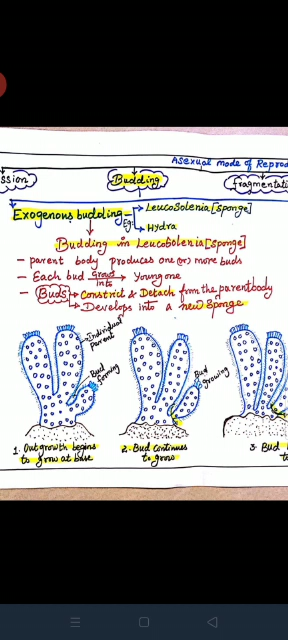 Asexual mode of Reprod
ssion
Budding
fragmentati
Exogenous budding - Eg: Leucosolenia [sponge]
Hydra
Budding in Leucosolenia [sponge]
- parent body produces one (or) more buds
- Each bud Grows into Young one
- Buds → Constrict & Detach from the parent body
→ Develops into a new sponge
Individual parent
Bud Growing
Bud growing
1. Outgrowth begins to grow at base
2. Bud continues to grow
3. Bud
to